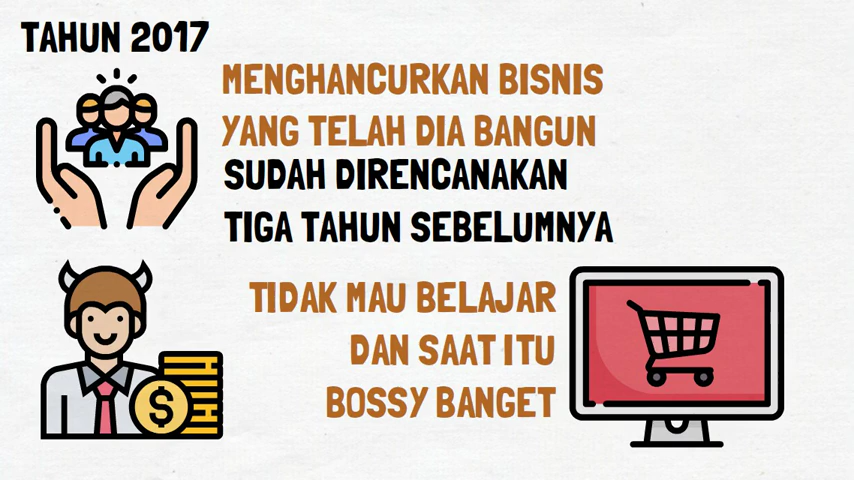 TAHUN 2017
MENGHANCURKAN BISNIS
YANG TELAH DIA BANGUN
SUDAH DIRENCANAKAN
TIGA TAHUN SEBELUMNYA
TIDAK MAU BELAJAR
DAN SAAT ITU
BOSSY BANGET
$